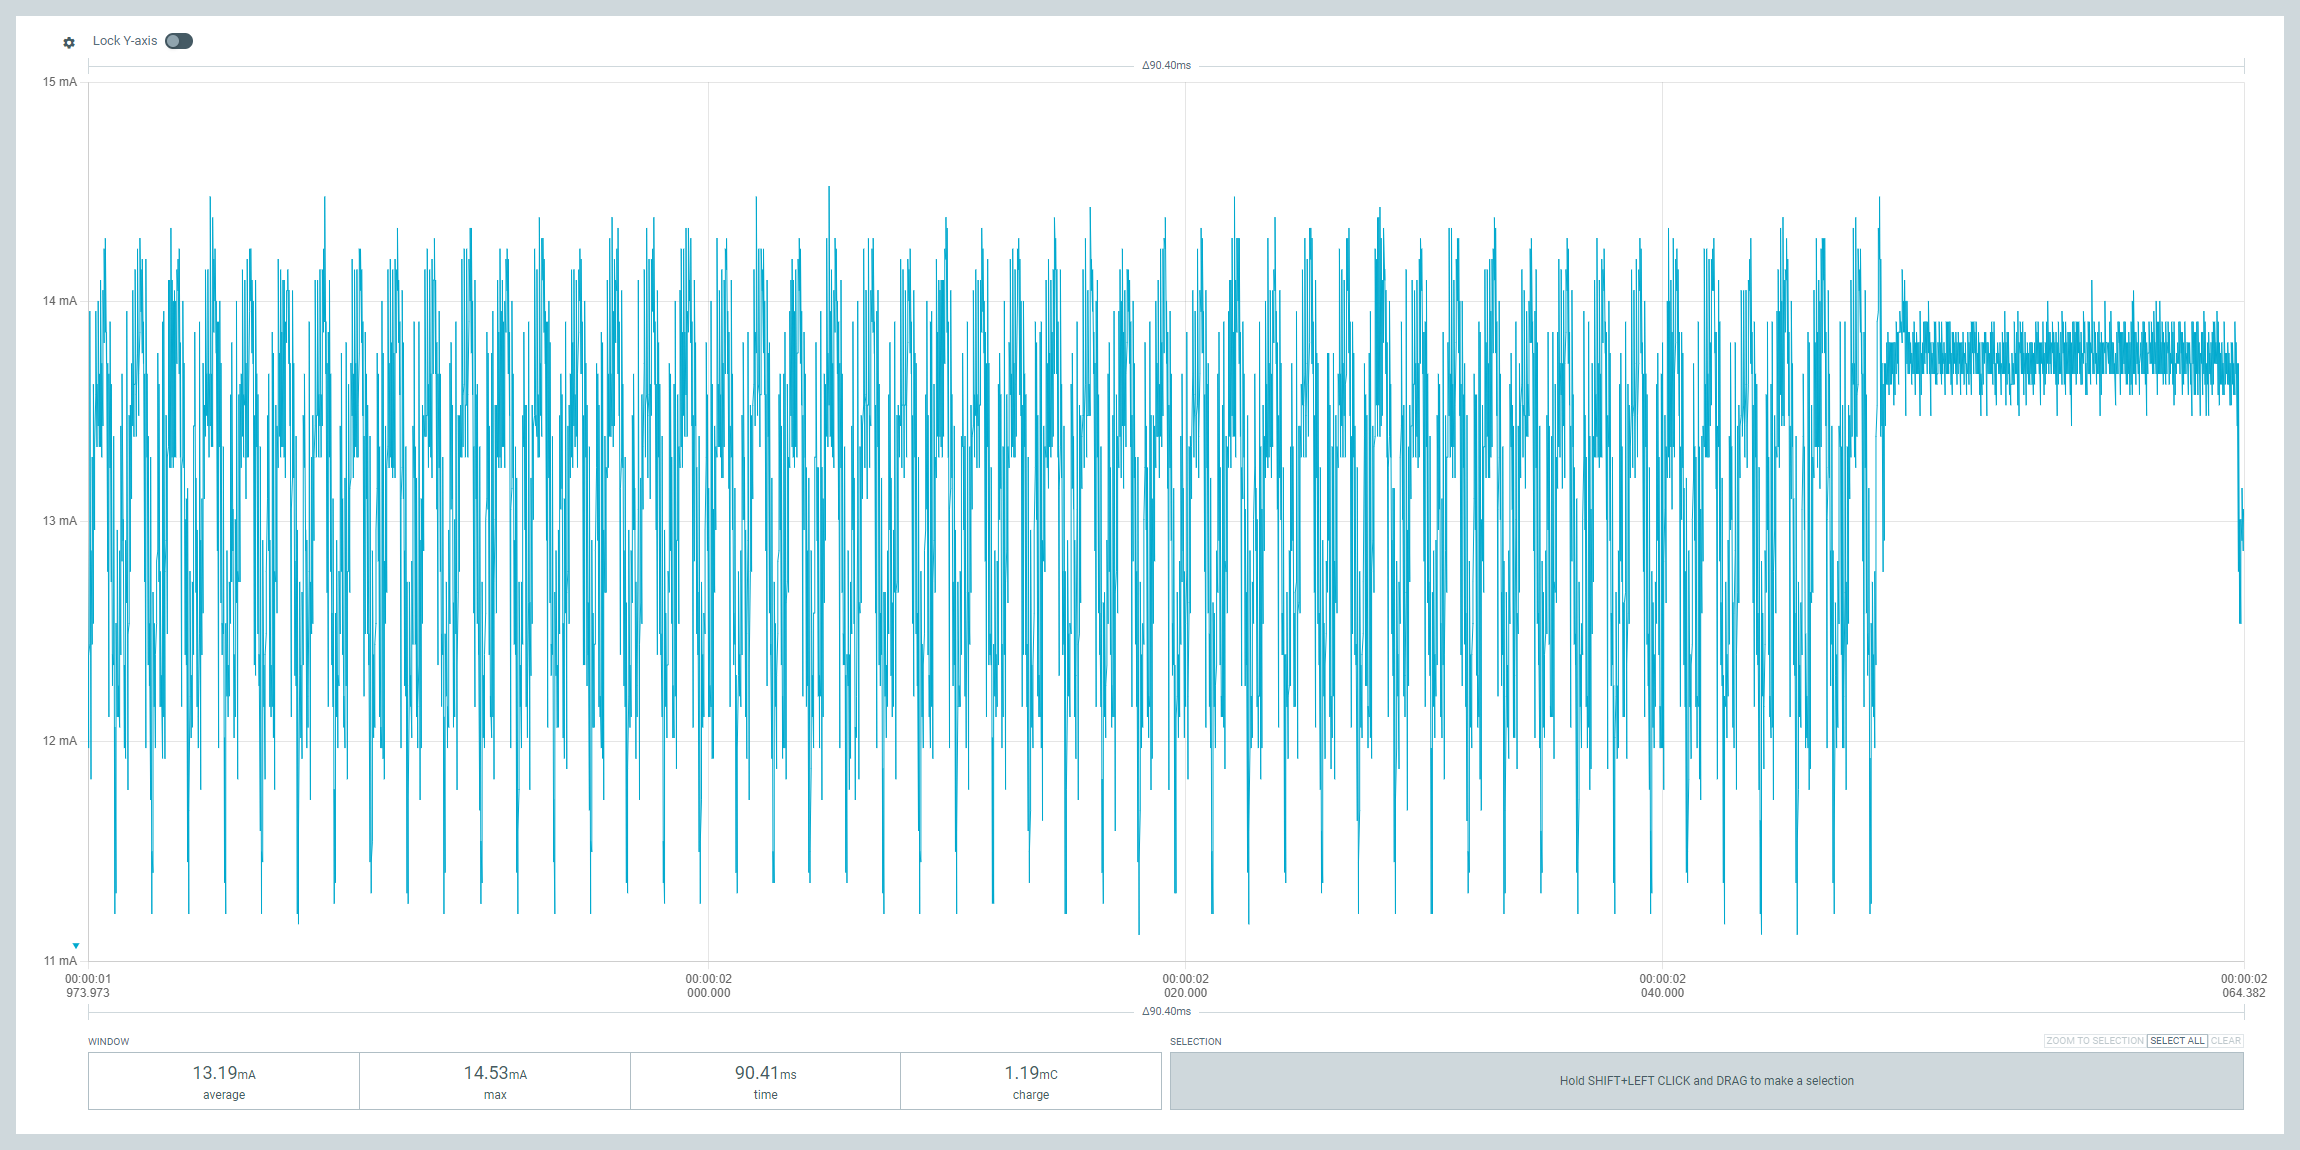 Lock Y-axis
Δ90.40ms
15 mA
14 mA
13 mA
12 mA
11 mA
00:00:01 00:00:02 00:00:02 00:00:02 00:00:02
973.973 000.000 020.000 040.000 064.382
Δ90.40ms
WINDOW SELECTION ZOOM TO SELECTION SELECT ALL CLEAR
13.19mA 14.53mA 90.41ms 1.19mC
average max time charge
Hold SHIFT+LEFT CLICK and DRAG to make a selection